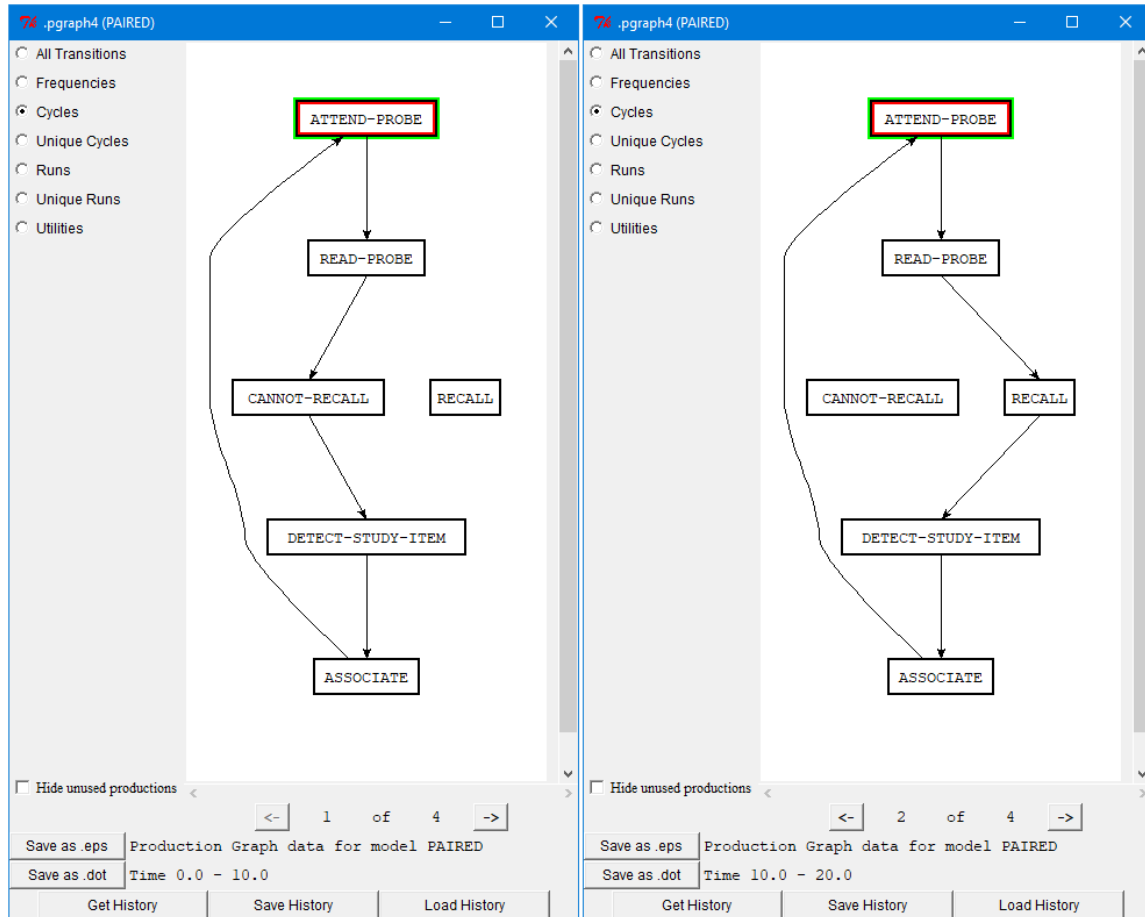 .pgraph4 (PAIRED)
All Transitions
Frequencies
Cycles
Unique Cycles
Runs
Unique Runs
Utilities
ATTEND-PROBE
READ-PROBE
CANNOT-RECALL
RECALL
DETECT-STUDY-ITEM
ASSOCIATE
Hide unused productions
<- 1 of 4 ->
Save as .eps Production Graph data for model PAIRED
Save as .dot Time 0.0 - 10.0
Get History Save History Load History
.pgraph4 (PAIRED)
All Transitions
Frequencies
Cycles
Unique Cycles
Runs
Unique Runs
Utilities
ATTEND-PROBE
READ-PROBE
CANNOT-RECALL
RECALL
DETECT-STUDY-ITEM
ASSOCIATE
Hide unused productions
<- 2 of 4 ->
Save as .eps Production Graph data for model PAIRED
Save as .dot Time 10.0 - 20.0
Get History Save History Load History